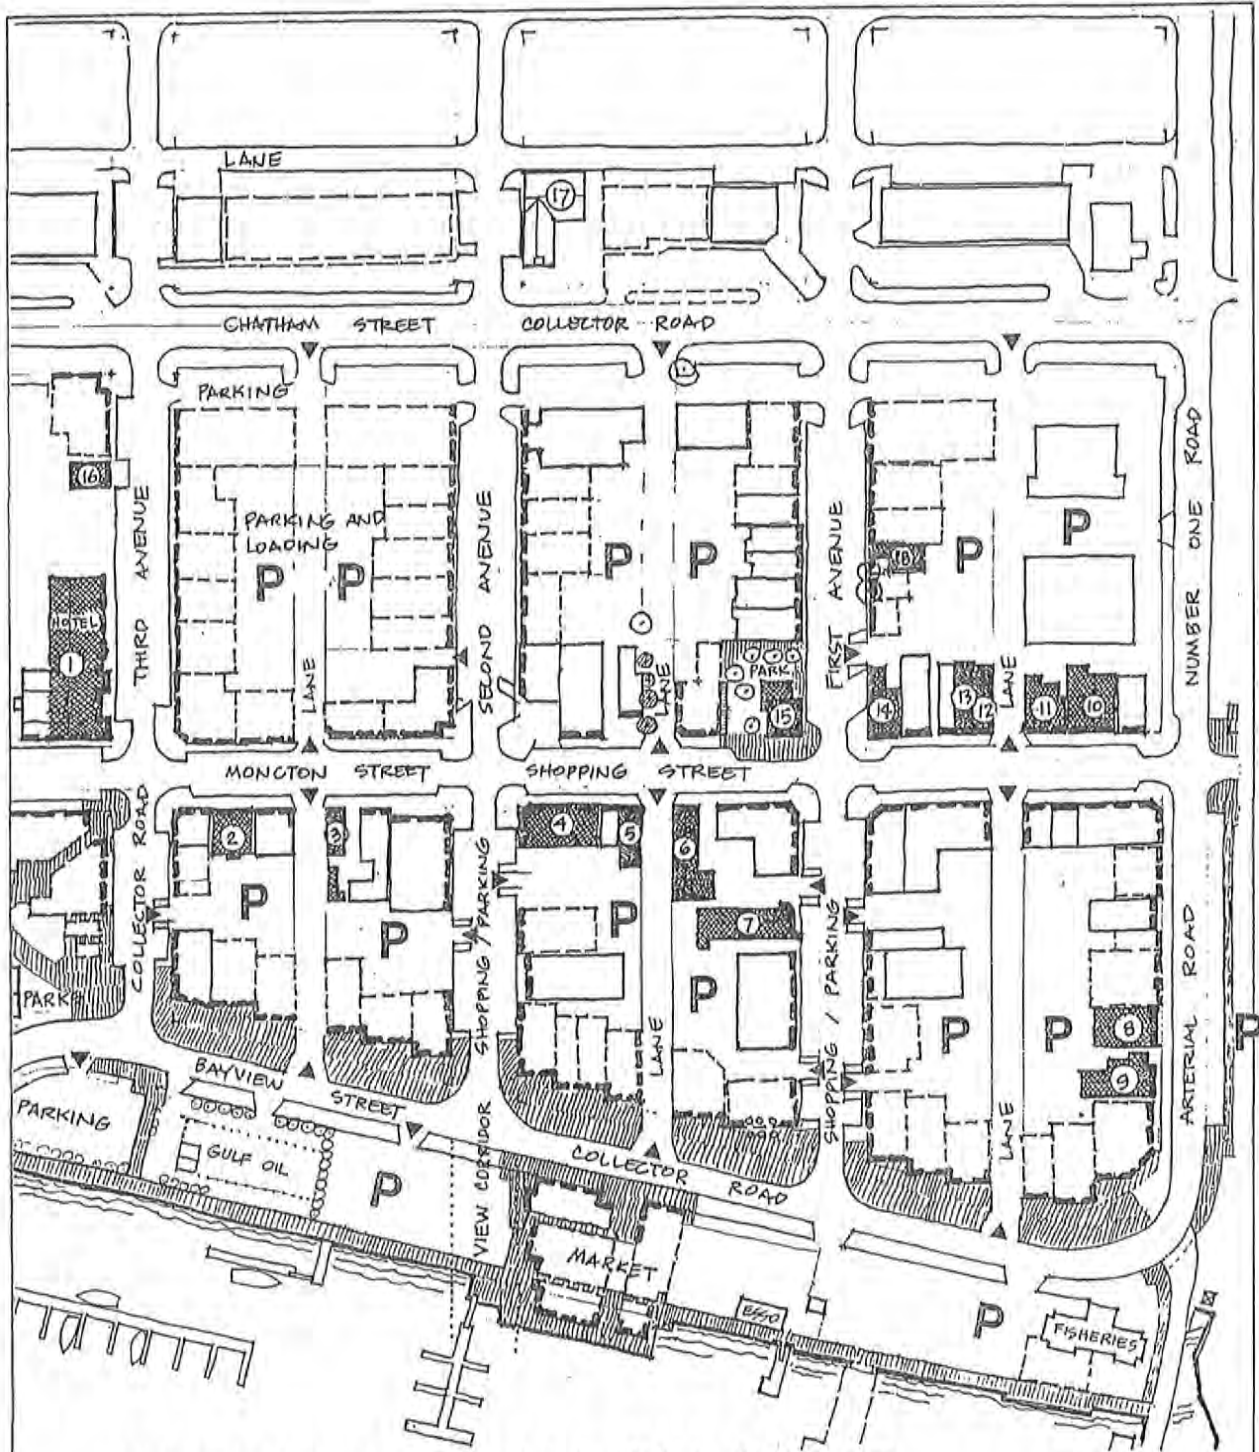 LANE
17
CHATHAM STREET COLLECTOR ROAD
PARKING
16
THIRD AVENUE
PARKING AND
LOADING
P
P
SECOND AVENUE
P
P
FIRST AVENUE
P
P
NUMBER ONE ROAD
HOTEL
1
LANE
LANE
PARK
15
14
13
12
LANE
11
10
MONCTON STREET SHOPPING STREET
COLLECTOR ROAD
2
3
4
5
6
7
P
P
SHOPPING / PARKING
P
P
SHOPPING / PARKING
P
P
8
9
ARTERIAL ROAD
P
PARK
LANE
LANE
BAYVIEW
STREET
COLLECTOR
ROAD
PARKING
GULF OIL
P
VIEW CORRIDOR
MARKET
ESSO
P
FISHERIES